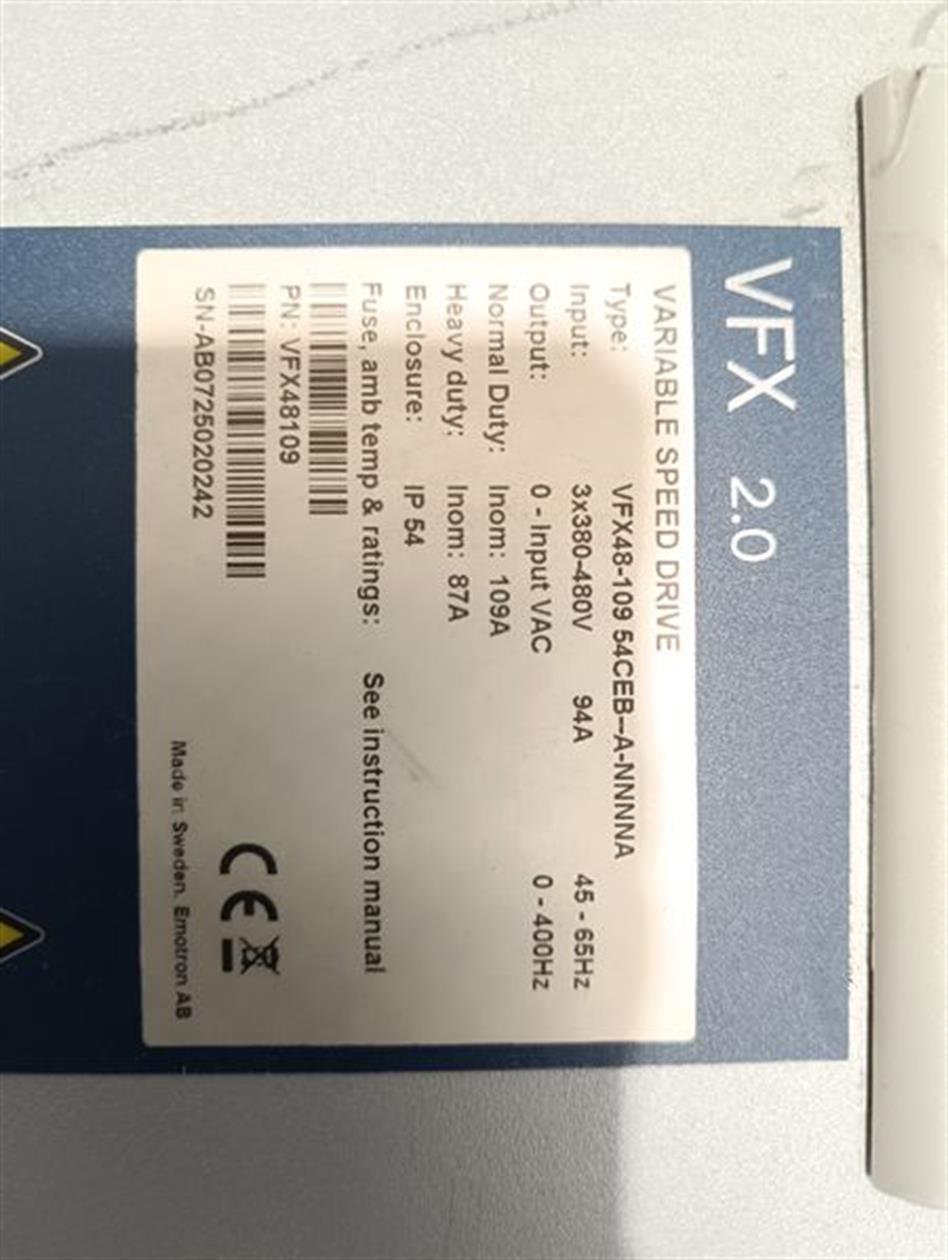 VFX 2.0
VARIABLE SPEED DRIVE
Type: VFX48-109 54CEB--A-NNNNA
Input: 3x380-480V 94A 45 - 65Hz
Output: 0 - Input VAC 0 - 400Hz
Normal Duty: Inom: 109A
Heavy duty: Inom: 87A
Enclosure: IP 54
Fuse, amb temp & ratings: See instruction manual
PN: VFX48109
SN-AB0725020242
CE
Made in Sweden. Emotron AB